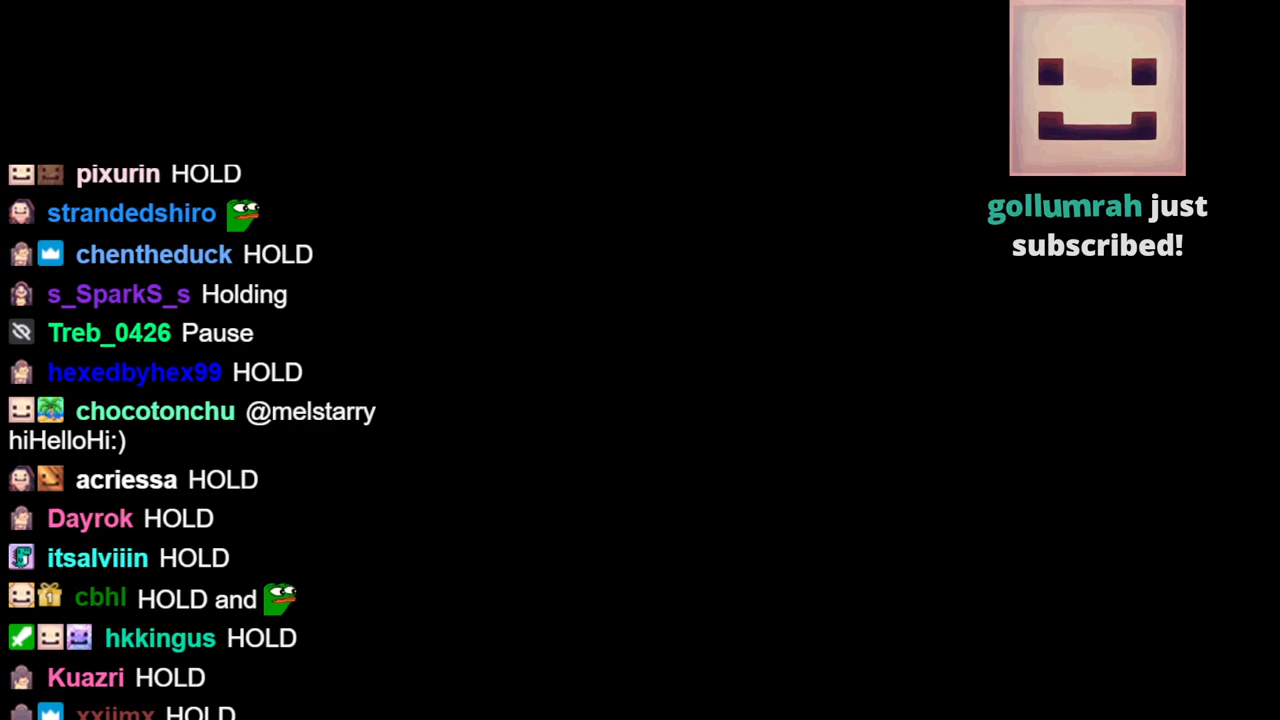 pixurin HOLD
strandedshiro
chentheduck HOLD
s_SparkS_s Holding
Treb_0426 Pause
hexedbyhex99 HOLD
chocotonchu @melstarry
hiHelloHi:)
acriessa HOLD
Dayrok HOLD
itsalviiin HOLD
cbhl HOLD and
hkkingus HOLD
Kuazri HOLD
xxiimx HOLD
gollumrah just
subscribed!